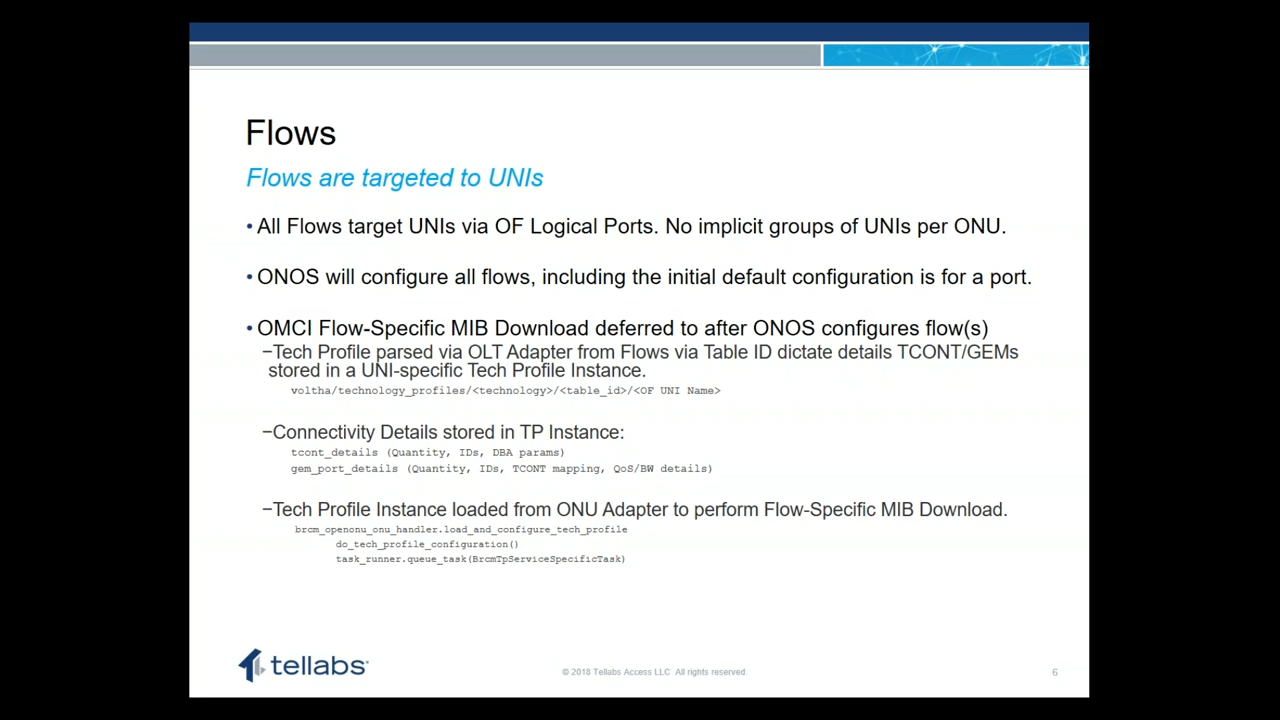 Flows
Flows are targeted to UNIs
• All Flows target UNIs via OF Logical Ports. No implicit groups of UNIs per ONU.
• ONOS will configure all flows, including the initial default configuration is for a port.
• OMCI Flow-Specific MIB Download deferred to after ONOS configures flow(s)
−Tech Profile parsed via OLT Adapter from Flows via Table ID dictate details TCONT/GEMs
stored in a UNI-specific Tech Profile Instance.
voltha/technology_profiles/<technology>/<table_id>/<OF UNI Name>
−Connectivity Details stored in TP Instance:
tcont_details (Quantity, IDs, DBA params)
gem_port_details (Quantity, IDs, TCONT mapping, QoS/BW details)
−Tech Profile Instance loaded from ONU Adapter to perform Flow-Specific MIB Download.
brcm_openonu_onu_handler.load_and_configure_tech_profile
do_tech_profile_configuration()
task_runner.queue_task(BrcmTpServiceSpecificTask)
tellabs
© 2018 Tellabs Access LLC All rights reserved.
6